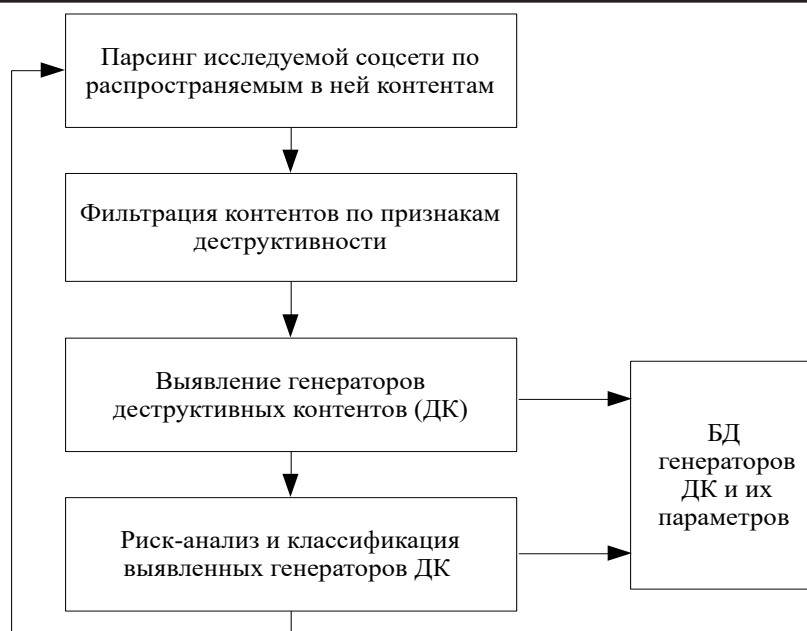 Парсинг исследуемой соцсети по
распространяемым в ней контентам
Фильтрация контентов по признакам
деструктивности
Выявление генераторов
деструктивных контентов (ДК)
БД
генераторов
ДК и их
параметров
Риск-анализ и классификация
выявленных генераторов ДК